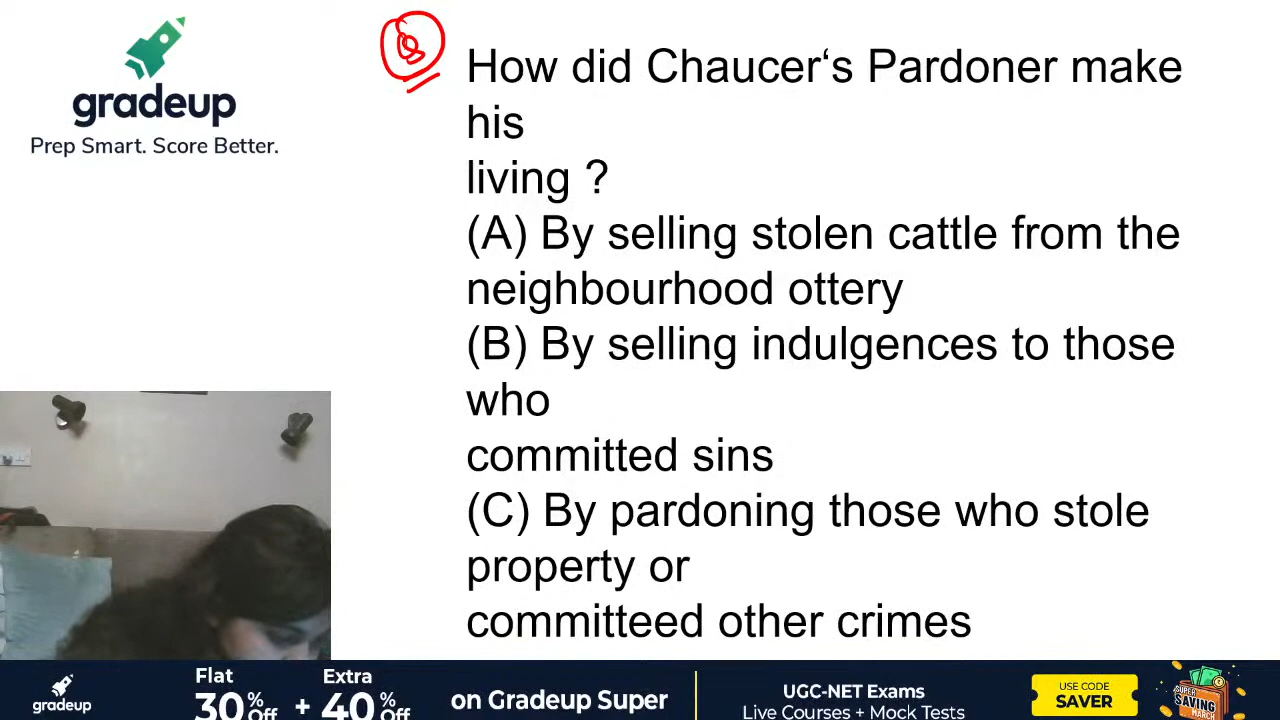 gradeup
Prep Smart. Score Better.
How did Chaucer‘s Pardoner make
his
living ?
(A) By selling stolen cattle from the
neighbourhood ottery
(B) By selling indulgences to those
who
committed sins
(C) By pardoning those who stole
property or
committeed other crimes
gradeup
Flat
30% Off
+
Extra
40% Off
on Gradeup Super
UGC-NET Exams
Live Courses + Mock Tests
USE CODE
SAVER
SUPER
SAVING
MARCH